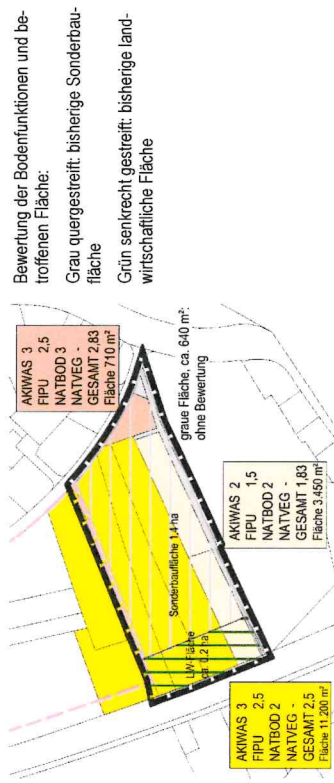 Bewertung der Bodenfunktionen und be-
troffenen Fläche:
Grau quergestreift: bisherige Sonderbau-
fläche
Grün senkrecht gestreift: bisherige land-
wirtschaftliche Fläche
AKIWAS 3
FIPU 2,5
NATBOD 3
NATVEG -
GESAMT 2,83
Fläche 710 m²
graue Fläche, ca. 640 m²:
ohne Bewertung
Sonderbaufläche 1,4 ha
LW-Fläche
ca. 0,2 ha
AKIWAS 2
FIPU 1,5
NATBOD 2
NATVEG -
GESAMT 1,83
Fläche 3.450 m²
AKIWAS 3
FIPU 2,5
NATBOD 2
NATVEG -
GESAMT 2,5
Fläche 11.200 m²